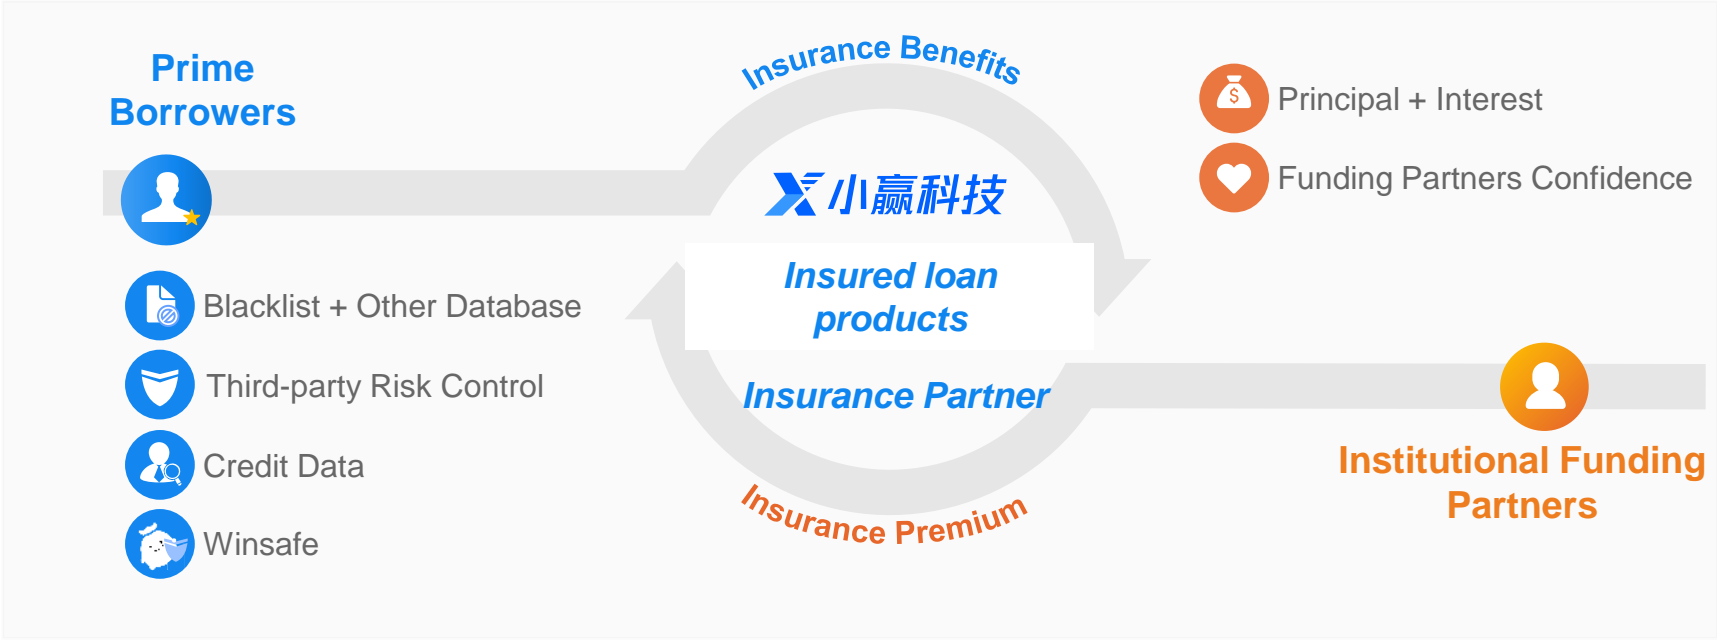 Prime
Borrowers
Blacklist + Other Database
Third-party Risk Control
Credit Data
Winsafe
Insurance Benefits
小赢科技
Insured loan
products
Insurance Partner
Insurance Premium
$
Principal + Interest
Funding Partners Confidence
Institutional Funding
Partners